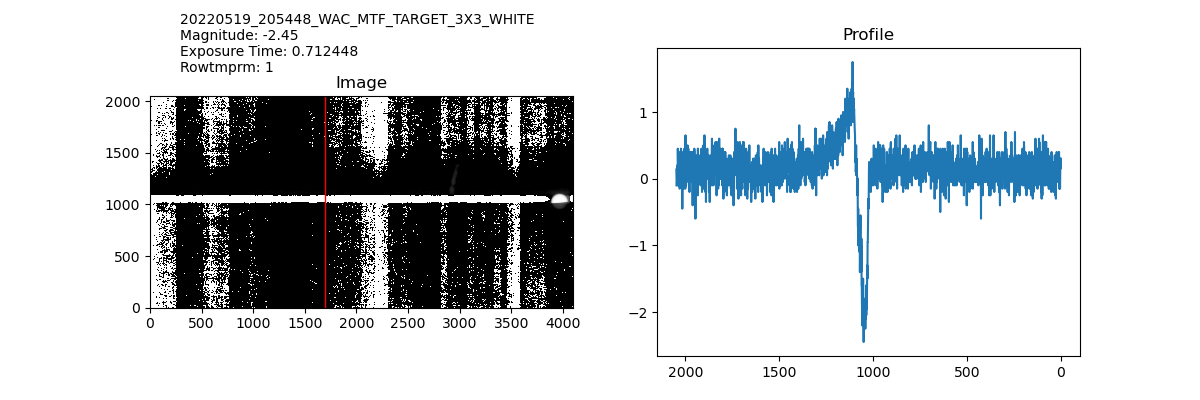 20220519_205448_WAC_MTF_TARGET_3X3_WHITE
Magnitude: -2.45
Exposure Time: 0.712448
Rowtmprm: 1
Image
2000
1500
1000
500
0
0 500 1000 1500 2000 2500 3000 3500 4000
Profile
1
0
−1
−2
2000 1500 1000 500 0